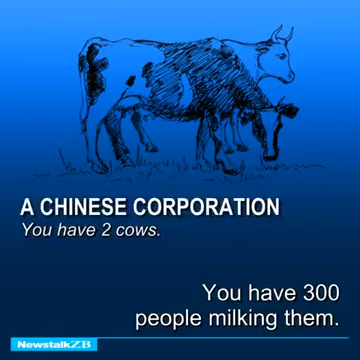 A CHINESE CORPORATION
You have 2 cows.
You have 300
people milking them.
NewstalkZB